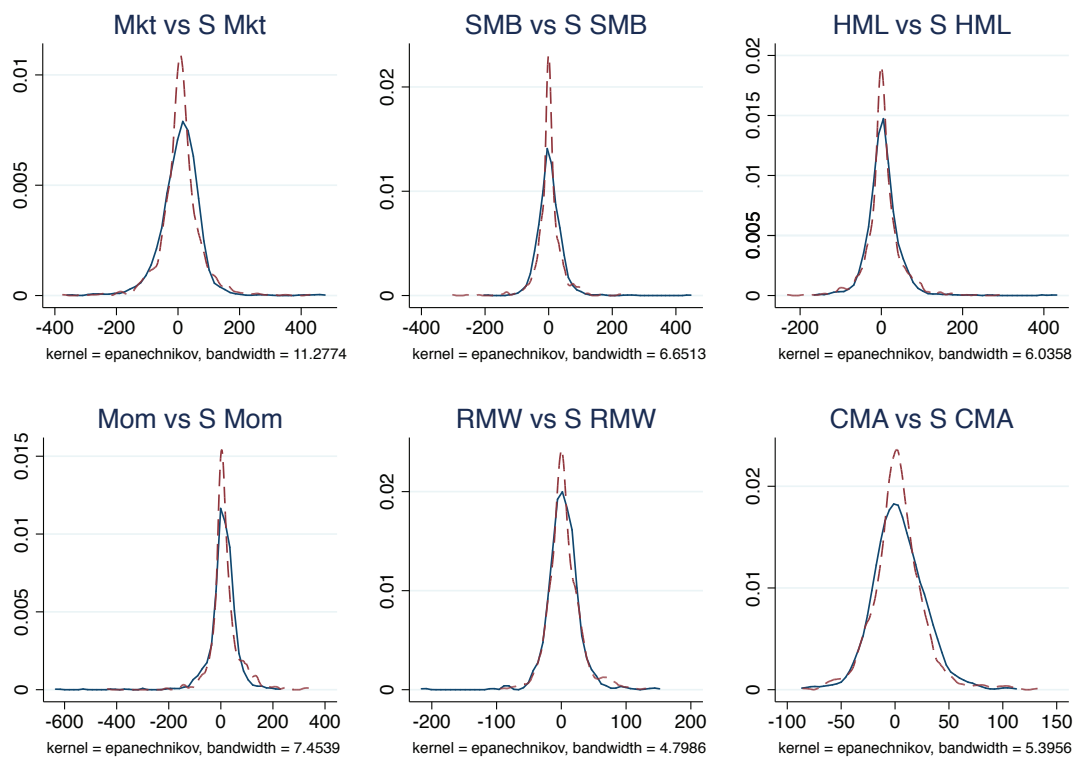 Mkt vs S Mkt
0.01
0.005
0
-400 -200 0 200 400
kernel = epanechnikov, bandwidth = 11.2774
SMB vs S SMB
0.02
0.01
0
-400 -200 0 200 400
kernel = epanechnikov, bandwidth = 6.6513
HML vs S HML
0.02
0.015
.01
0.005
0
-200 0 200 400
kernel = epanechnikov, bandwidth = 6.0358
Mom vs S Mom
0.015
0.01
0.005
0
-600 -400 -200 0 200 400
kernel = epanechnikov, bandwidth = 7.4539
RMW vs S RMW
0.02
0.01
0
-200 -100 0 100 200
kernel = epanechnikov, bandwidth = 4.7986
CMA vs S CMA
0.02
0.01
0
-100 -50 0 50 100 150
kernel = epanechnikov, bandwidth = 5.3956